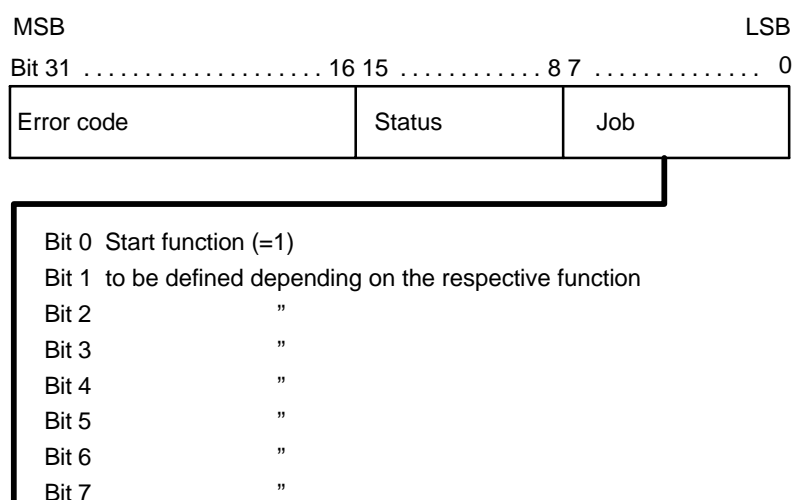 MSB LSB
Bit 31 . . . . . . . . . . . . . . . . . . . . . . 16 15 . . . . . . . . . . . . 8 7 . . . . . . . . . . . . . . 0
Error code Status Job
Bit 0 Start function (=1)
Bit 1 to be defined depending on the respective function
Bit 2 ”
Bit 3 ”
Bit 4 ”
Bit 5 ”
Bit 6 ”
Bit 7 ”